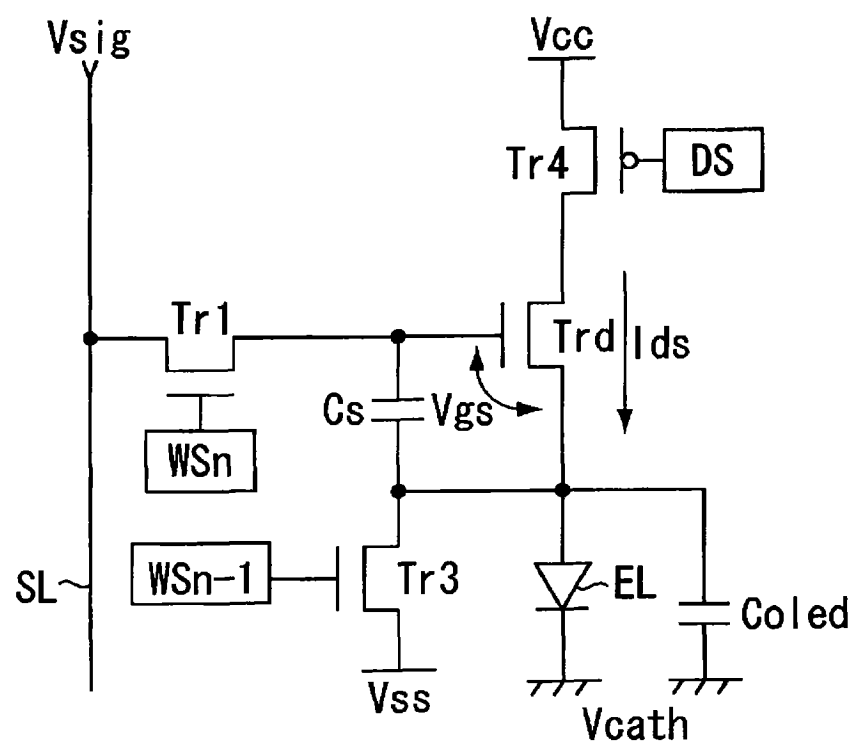 Vsig
Vcc
Tr4
DS
Tr1
Trd
Ids
Cs
Vgs
WSn
WSn-1
Tr3
SL
EL
Coled
Vss
Vcath